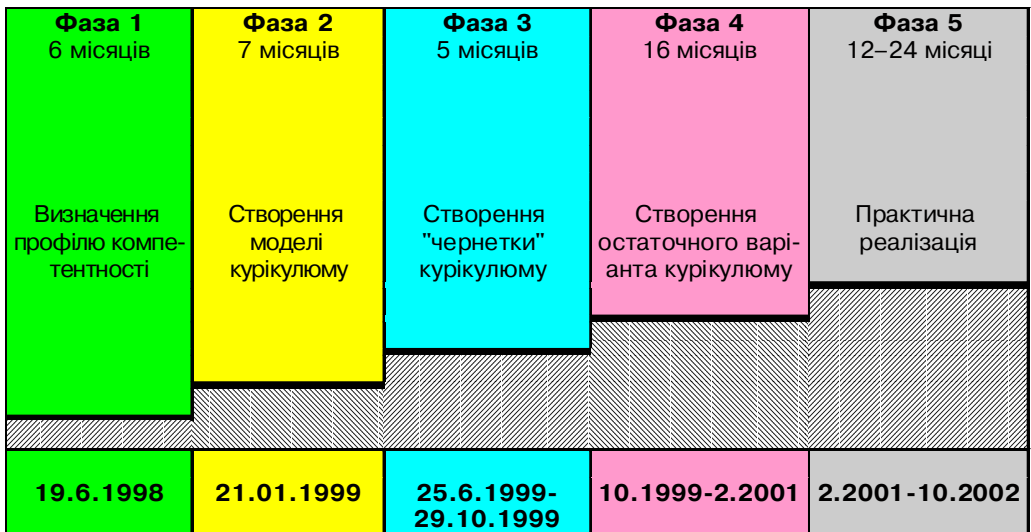 Фаза 1
6 місяців
Визначення
профілю компе-
тентності
19.6.1998
Фаза 2
7 місяців
Створення
моделі
курікулюму
21.01.1999
Фаза 3
5 місяців
Створення
"чернетки"
курікулюму
25.6.1999-
29.10.1999
Фаза 4
16 місяців
Створення
остаточного варі-
анта курікулюму
10.1999-2.2001
Фаза 5
12–24 місяці
Практична
реалізація
2.2001-10.2002